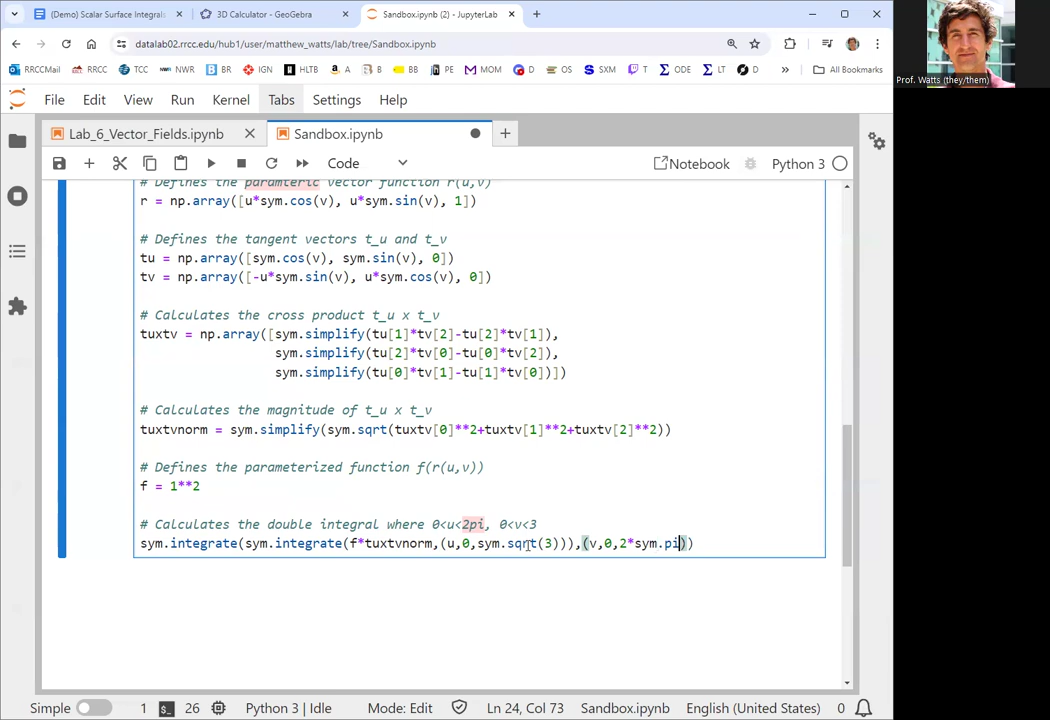 (Demo) Scalar Surface Integrals
3D Calculator - GeoGebra
Sandbox.ipynb (2) - JupyterLab
datalab02.rrcc.edu/hub1/user/matthew_watts/lab/tree/Sandbox.ipynb
RRCCMail RRCC TCC NWR BR IGN HLTB A B BB PE MOM D OS SXM T ODE LT D All Bookmarks
Prof. Watts (they/them)
File Edit View Run Kernel Tabs Settings Help
Lab_6_Vector_Fields.ipynb Sandbox.ipynb
Code Notebook Python 3
# Defines the paramteric vector function r(u,v)
r = np.array([u*sym.cos(v), u*sym.sin(v), 1])
# Defines the tangent vectors t_u and t_v
tu = np.array([sym.cos(v), sym.sin(v), 0])
tv = np.array([-u*sym.sin(v), u*sym.cos(v), 0])
# Calculates the cross product t_u x t_v
tuxtv = np.array([sym.simplify(tu[1]*tv[2]-tu[2]*tv[1]),
sym.simplify(tu[2]*tv[0]-tu[0]*tv[2]),
sym.simplify(tu[0]*tv[1]-tu[1]*tv[0])])
# Calculates the magnitude of t_u x t_v
tuxtvnorm = sym.simplify(sym.sqrt(tuxtv[0]**2+tuxtv[1]**2+tuxtv[2]**2))
# Defines the parameterized function f(r(u,v))
f = 1**2
# Calculates the double integral where 0<u<2pi, 0<v<3
sym.integrate(sym.integrate(f*tuxtvnorm,(u,0,sym.sqrt(3))),(v,0,2*sym.pi))
Simple 1 26 Python 3 | Idle Mode: Edit Ln 24, Col 73 Sandbox.ipynb English (United States) 0